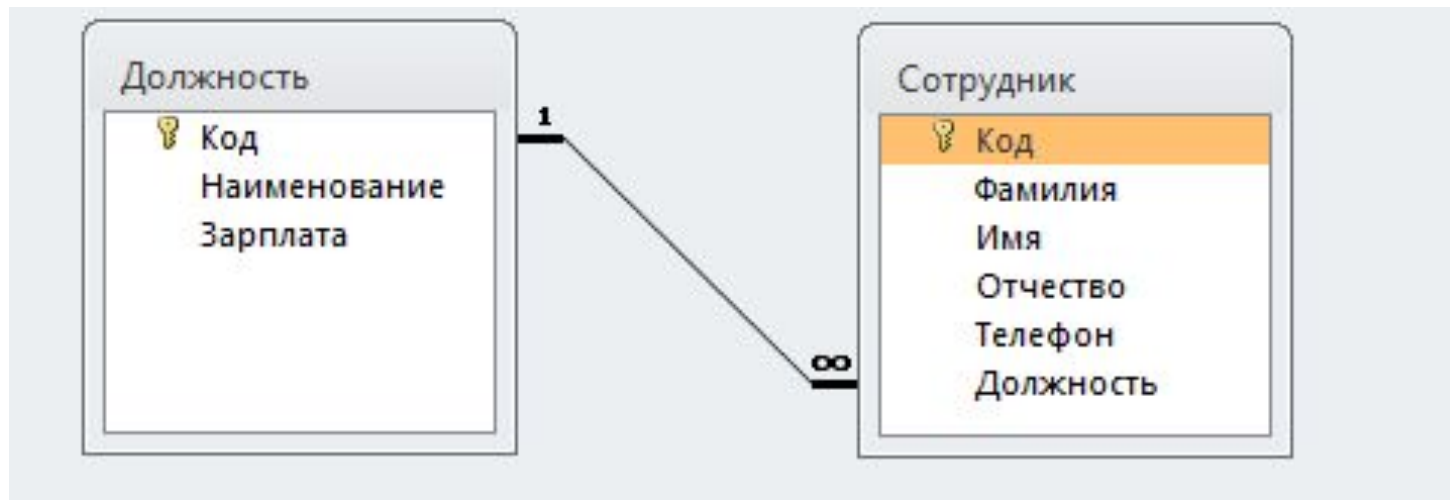 Должность
Код
Наименование
Зарплата
1
∞
Сотрудник
Код
Фамилия
Имя
Отчество
Телефон
Должность